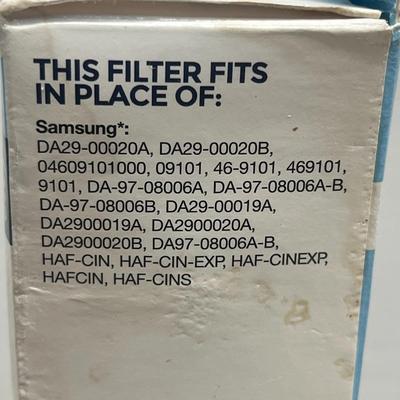 THIS FILTER FITS
IN PLACE OF:
Samsung*:
DA29-00020A, DA29-00020B,
04609101000, 09101, 46-9101, 469101,
9101, DA-97-08006A, DA-97-08006A-B,
DA-97-08006B, DA29-00019A,
DA2900019A, DA2900020A,
DA2900020B, DA97-08006A-B,
HAF-CIN, HAF-CIN-EXP, HAF-CINEXP,
HAFCIN, HAF-CINS